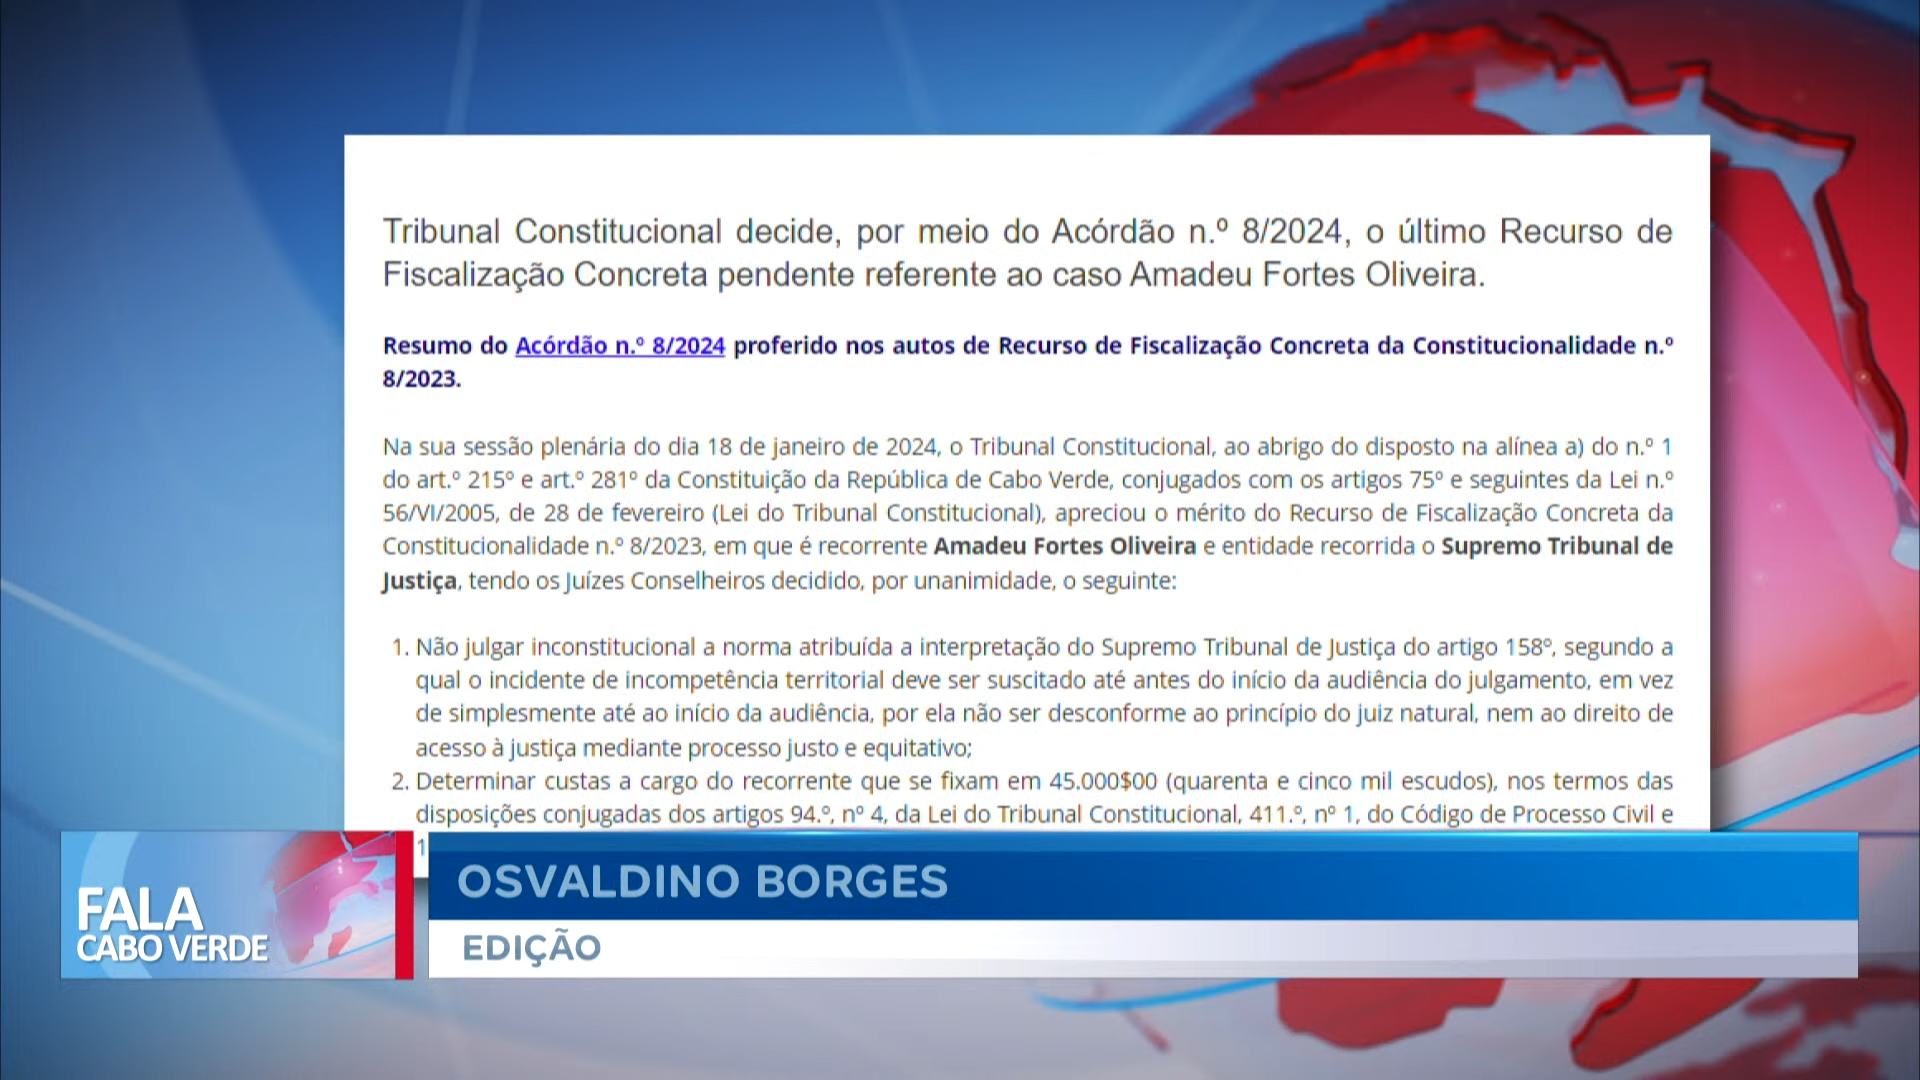 Tribunal Constitucional decide, por meio do Acórdão n.º 8/2024, o último Recurso de
Fiscalização Concreta pendente referente ao caso Amadeu Fortes Oliveira.
Resumo do Acórdão n.º 8/2024 proferido nos autos de Recurso de Fiscalização Concreta da Constitucionalidade n.º
8/2023.
Na sua sessão plenária do dia 18 de janeiro de 2024, o Tribunal Constitucional, ao abrigo do disposto na alínea a) do n.º 1
do art.º 215º e art.º 281º da Constituição da República de Cabo Verde, conjugados com os artigos 75º e seguintes da Lei n.º
56/VI/2005, de 28 de fevereiro (Lei do Tribunal Constitucional), apreciou o mérito do Recurso de Fiscalização Concreta da
Constitucionalidade n.º 8/2023, em que é recorrente Amadeu Fortes Oliveira e entidade recorrida o Supremo Tribunal de
Justiça, tendo os Juízes Conselheiros decidido, por unanimidade, o seguinte:
1. Não julgar inconstitucional a norma atribuída a interpretação do Supremo Tribunal de Justiça do artigo 158º, segundo a
qual o incidente de incompetência territorial deve ser suscitado até antes do início da audiência do julgamento, em vez
de simplesmente até ao início da audiência, por ela não ser desconforme ao princípio do juiz natural, nem ao direito de
acesso à justiça mediante processo justo e equitativo;
2. Determinar custas a cargo do recorrente que se fixam em 45.000$00 (quarenta e cinco mil escudos), nos termos das
disposições conjugadas dos artigos 94.º, nº 4, da Lei do Tribunal Constitucional, 411.º, nº 1, do Código de Processo Civil e
1
FALA
CABO VERDE
OSVALDINO BORGES
EDIÇÃO